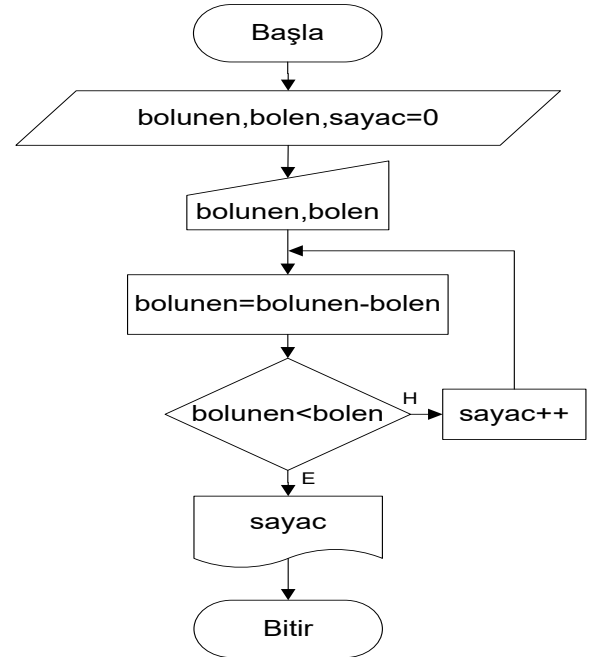 Başla
bolunen,bolen,sayac=0
bolunen,bolen
bolunen=bolunen-bolen
bolunen<bolen
H
sayac++
E
sayac
Bitir